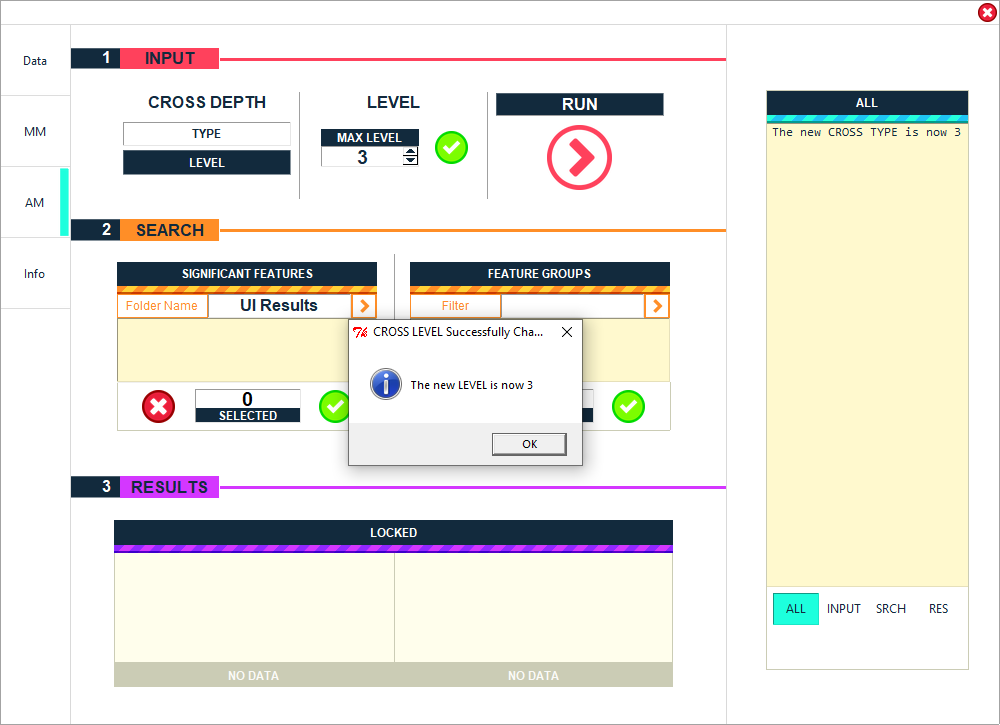 Data
MM
AM
Info
1 INPUT
CROSS DEPTH
TYPE
LEVEL
LEVEL
MAX LEVEL
3
RUN
2 SEARCH
SIGNIFICANT FEATURES
Folder Name UI Results
0
SELECTED
FEATURE GROUPS
Filter
CROSS LEVEL Successfully Cha...
The new LEVEL is now 3
OK
3 RESULTS
LOCKED
NO DATA NO DATA
ALL
The new CROSS TYPE is now 3
ALL INPUT SRCH RES